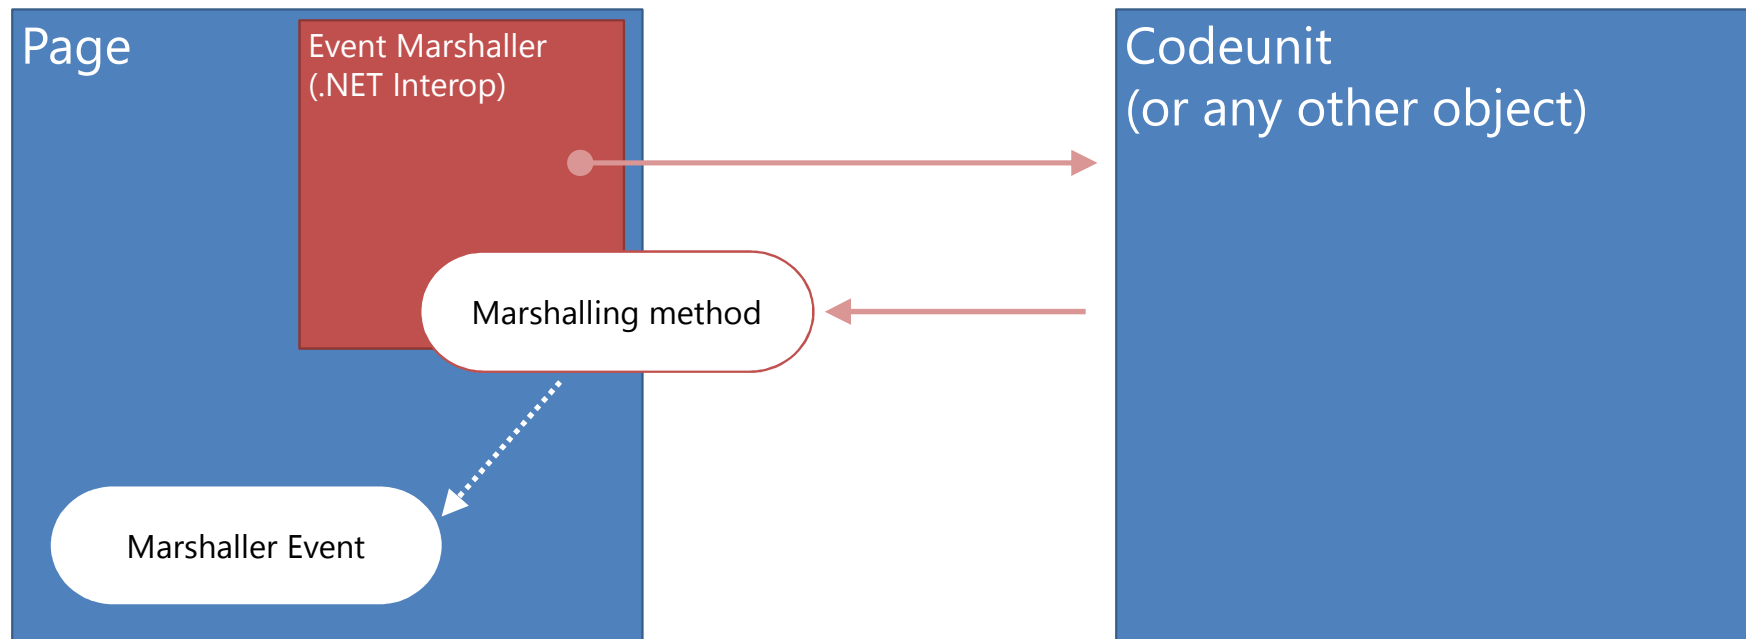 Page
Event Marshaller
(.NET Interop)
Codeunit
(or any other object)
Marshalling method
Marshaller Event